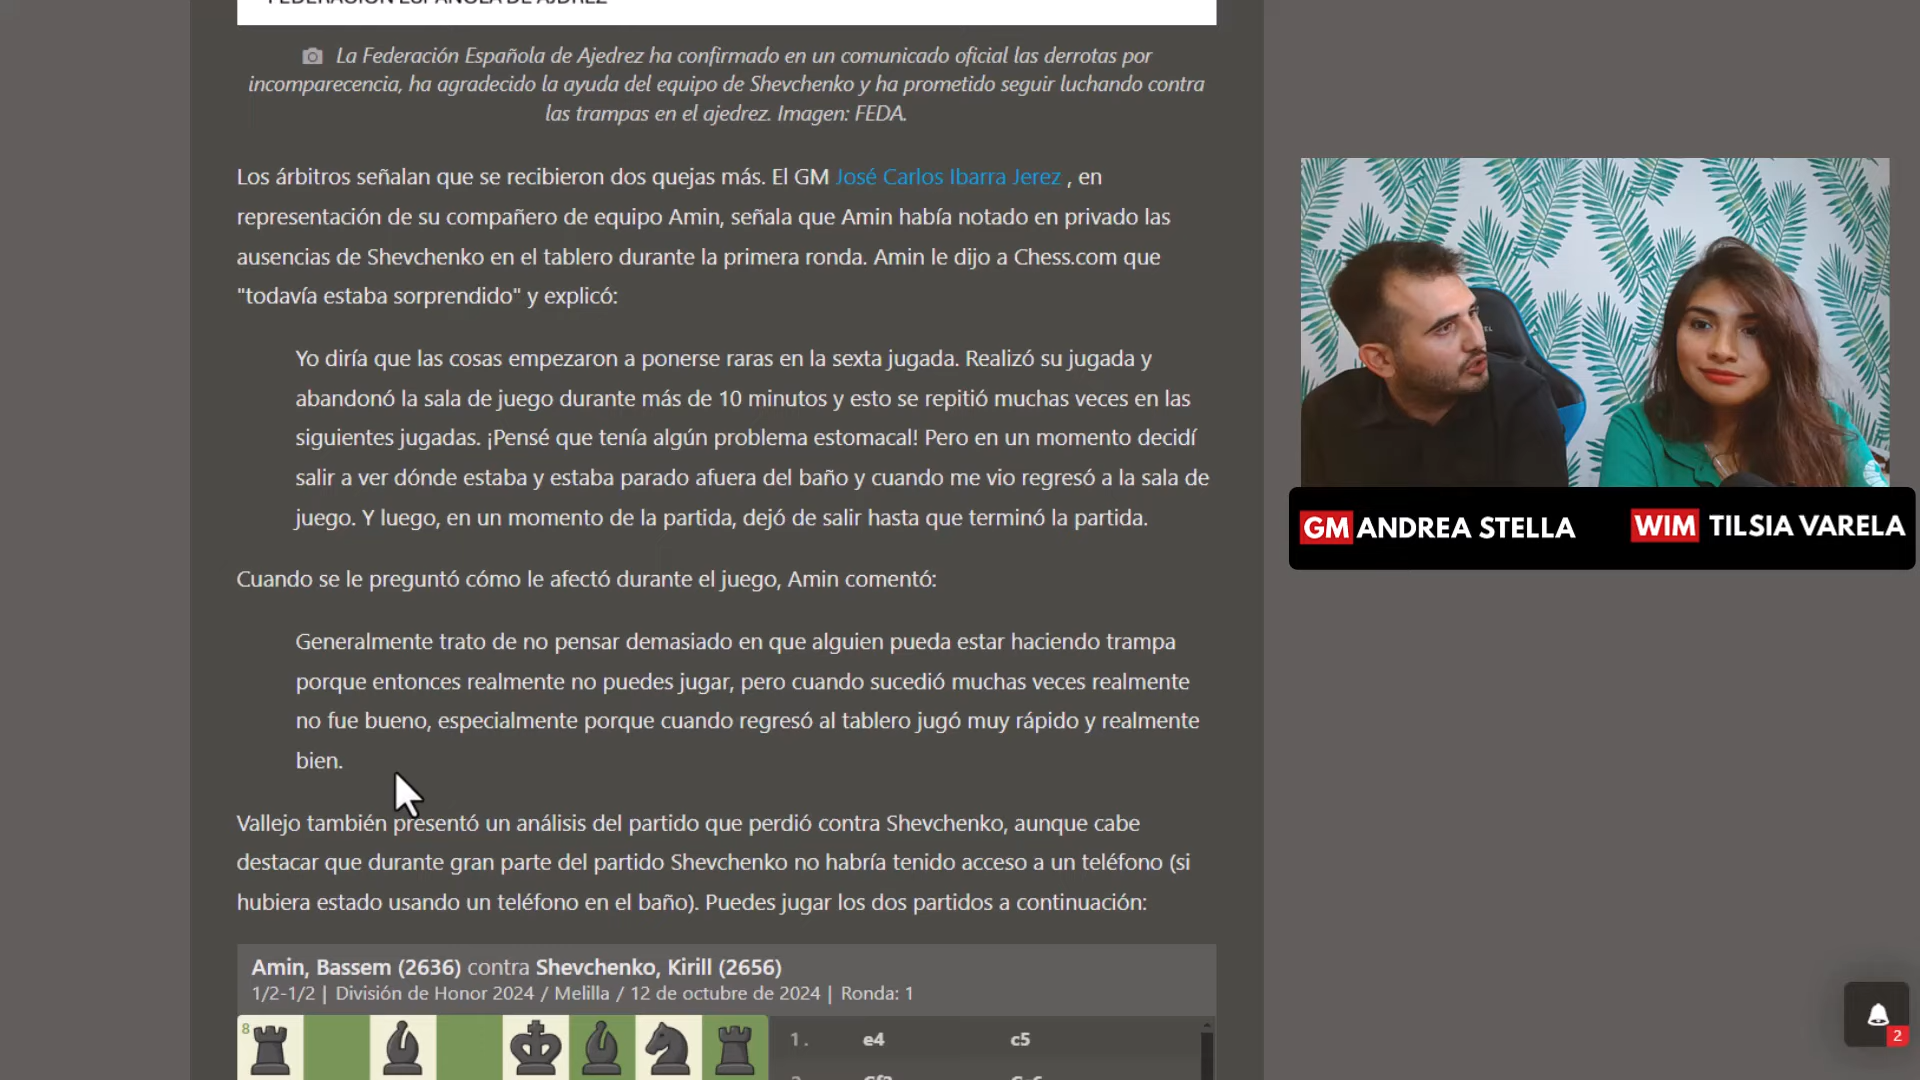 FEDERACIÓN ESPAÑOLA DE AJDREZ
La Federación Española de Ajedrez ha confirmado en un comunicado oficial las derrotas por
incomparecencia, ha agradecido la ayuda del equipo de Shevchenko y ha prometido seguir luchando contra
las trampas en el ajedrez. Imagen: FEDA.
Los árbitros señalan que se recibieron dos quejas más. El GM José Carlos Ibarra Jerez , en
representación de su compañero de equipo Amin, señala que Amin había notado en privado las
ausencias de Shevchenko en el tablero durante la primera ronda. Amin le dijo a Chess.com que
"todavía estaba sorprendido" y explicó:
Yo diría que las cosas empezaron a ponerse raras en la sexta jugada. Realizó su jugada y
abandonó la sala de juego durante más de 10 minutos y esto se repitió muchas veces en las
siguientes jugadas. ¡Pensé que tenía algún problema estomacal! Pero en un momento decidí
salir a ver dónde estaba y estaba parado afuera del baño y cuando me vio regresó a la sala de
juego. Y luego, en un momento de la partida, dejó de salir hasta que terminó la partida.
Cuando se le preguntó cómo le afectó durante el juego, Amin comentó:
Generalmente trato de no pensar demasiado en que alguien pueda estar haciendo trampa
porque entonces realmente no puedes jugar, pero cuando sucedió muchas veces realmente
no fue bueno, especialmente porque cuando regresó al tablero jugó muy rápido y realmente
bien.
Vallejo también presentó un análisis del partido que perdió contra Shevchenko, aunque cabe
destacar que durante gran parte del partido Shevchenko no habría tenido acceso a un teléfono (si
hubiera estado usando un teléfono en el baño). Puedes jugar los dos partidos a continuación:
Amin, Bassem (2636) contra Shevchenko, Kirill (2656)
1/2-1/2 | División de Honor 2024 / Melilla / 12 de octubre de 2024 | Ronda: 1
8
1. e4 c5
GM ANDREA STELLA WIM TILSIA VARELA
2